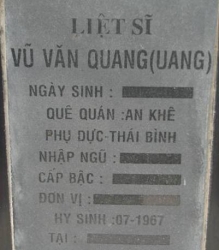 LIỆT SĨ
VŨ VĂN QUANG(UANG)
NGÀY SINH :
QUÊ QUÁN :AN KHÊ
PHỤ DỰC-THÁI BÌNH
NHẬP NGŨ :
CẤP BẬC :
ĐƠN VỊ :
HY SINH :07-1967
TẠI :